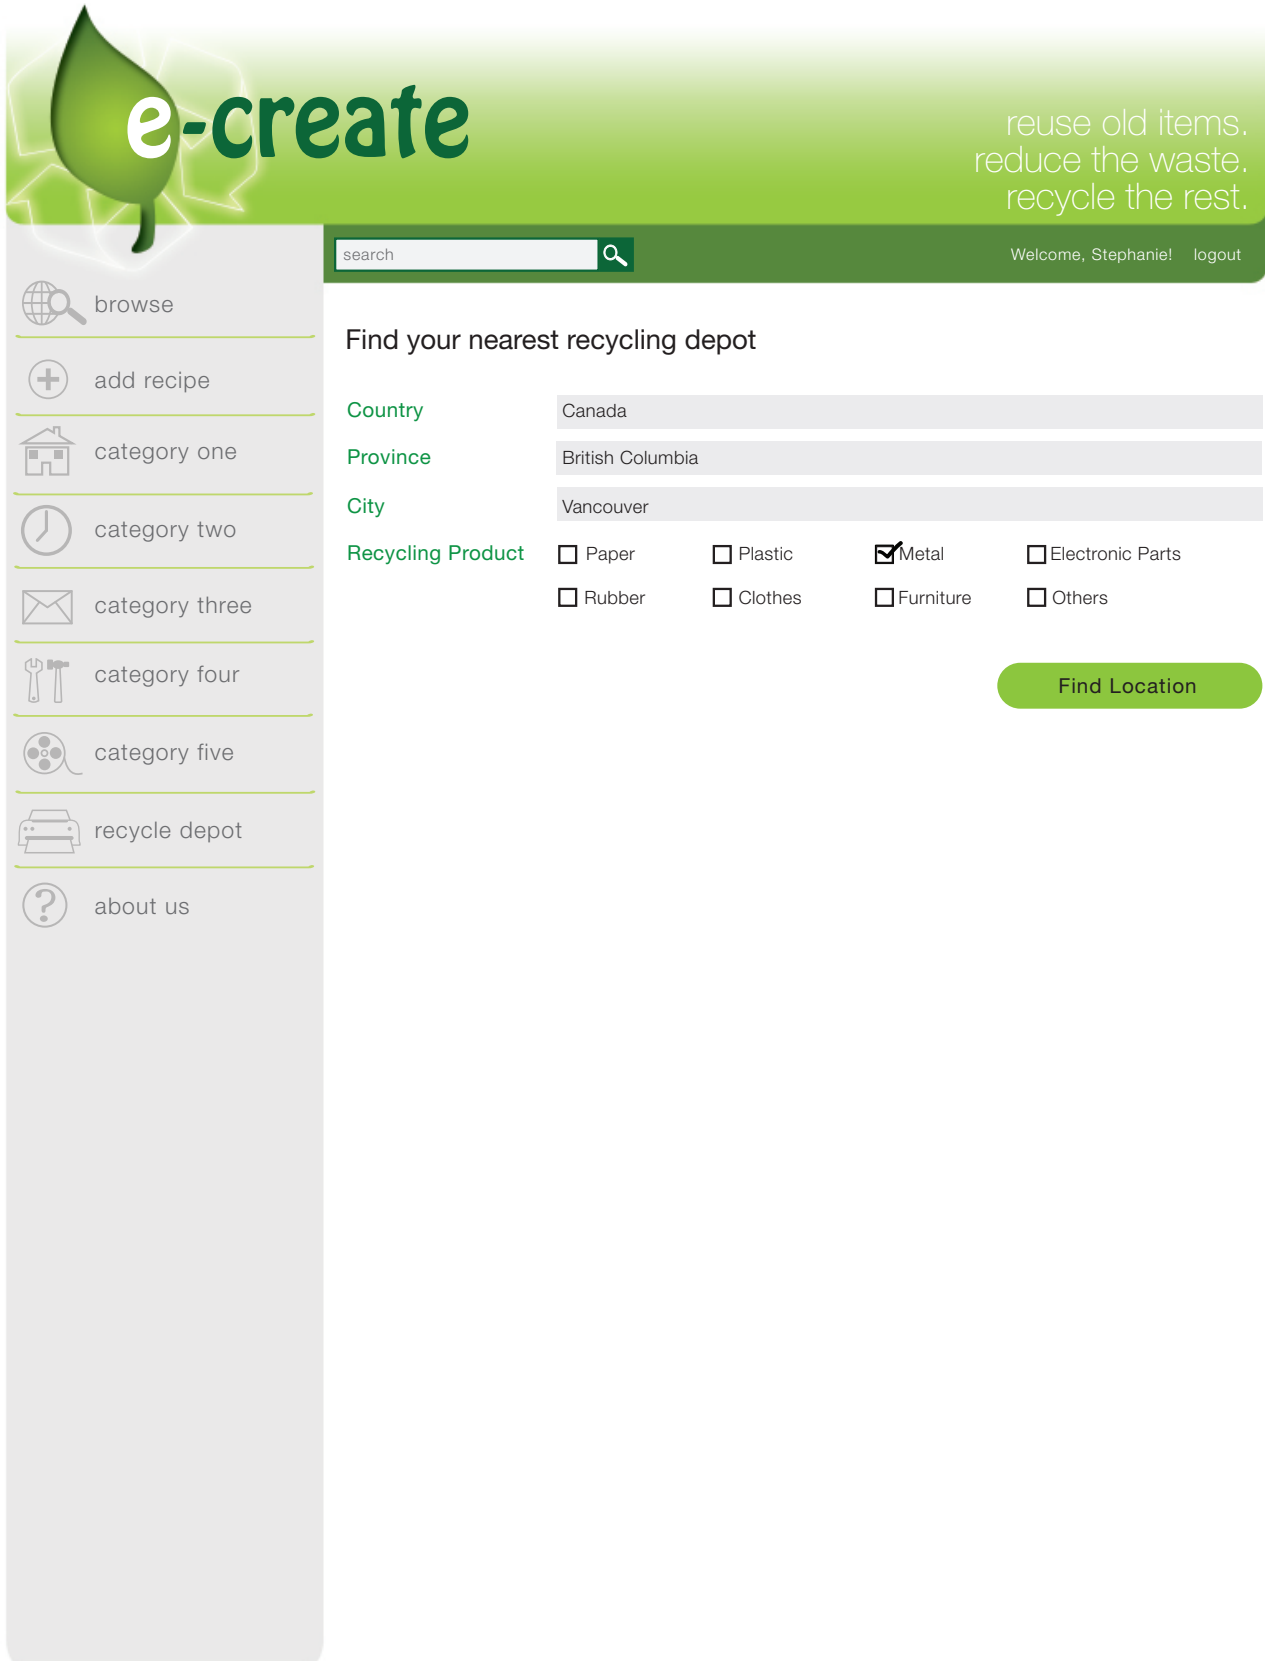 e-create
reuse old items.
reduce the waste.
recycle the rest.
search
Welcome, Stephanie! logout
browse
add recipe
category one
category two
category three
category four
category five
recycle depot
about us
Find your nearest recycling depot
Country Canada
Province British Columbia
City Vancouver
Recycling Product Paper Plastic Metal Electronic Parts
Rubber Clothes Furniture Others
Find Location